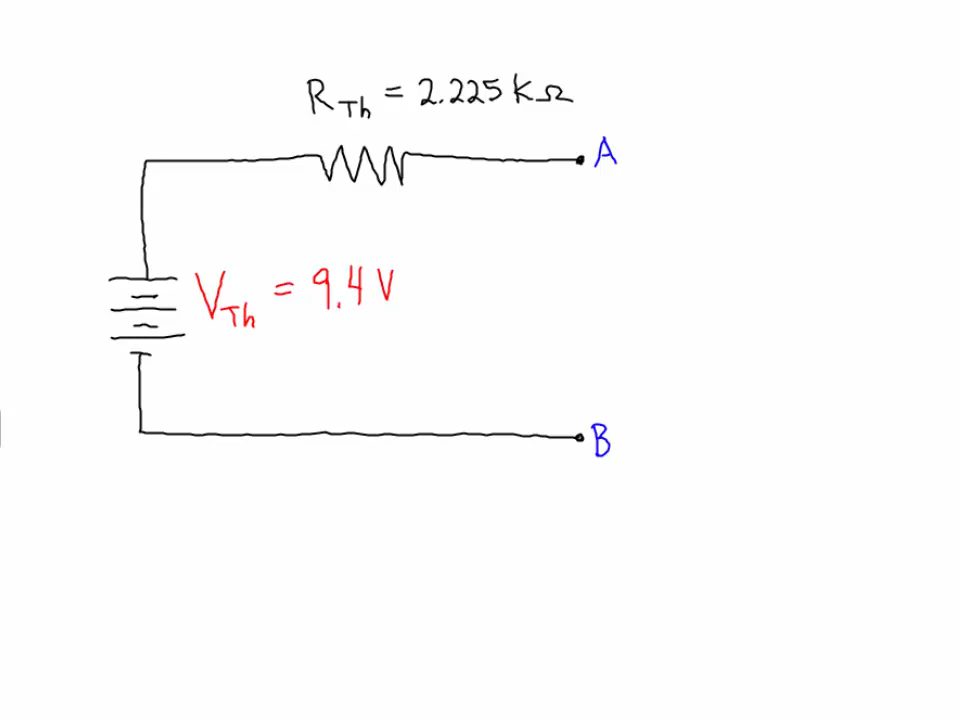 R_Th = 2.225 KΩ
A
V_Th = 9.4 V
B